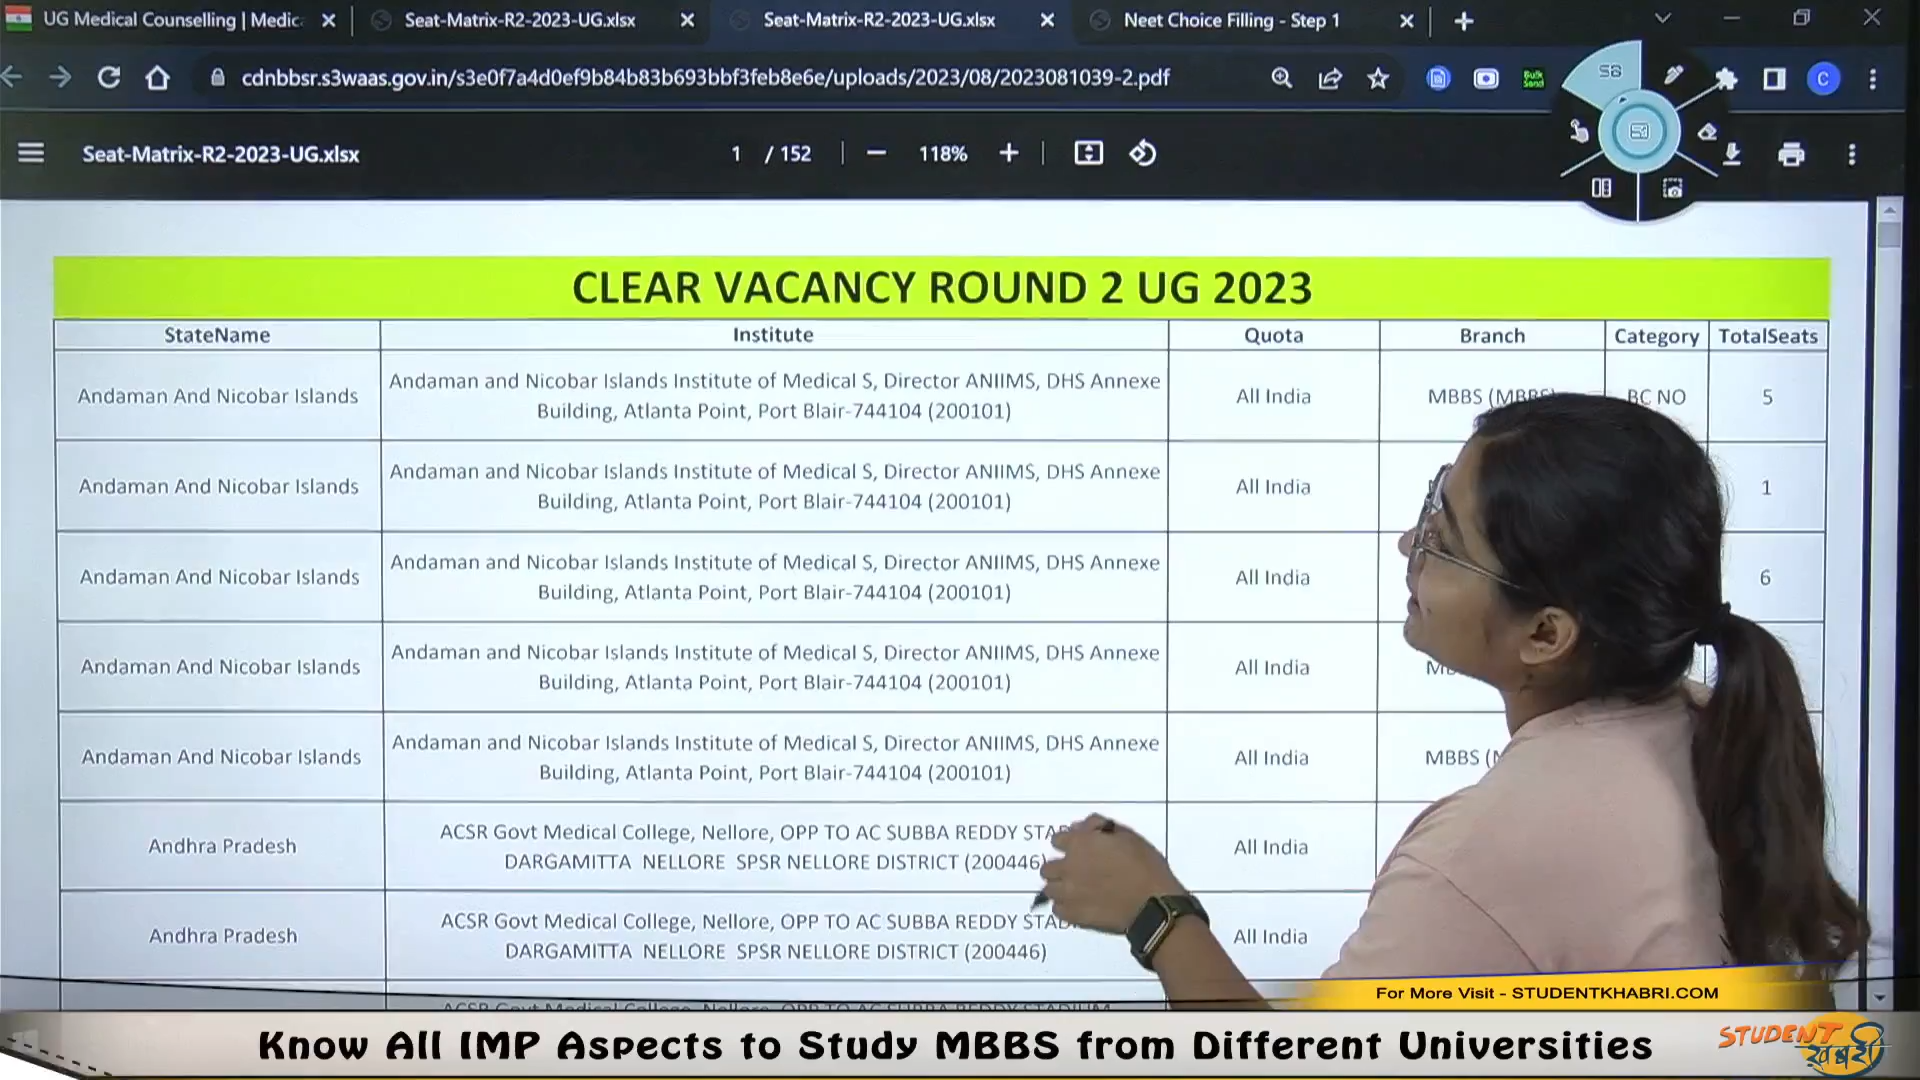 UG Medical Counselling | Medic
Seat-Matrix-R2-2023-UG.xlsx
Seat-Matrix-R2-2023-UG.xlsx
Neet Choice Filling - Step 1
cdnbbsr.s3waas.gov.in/s3e0f7a4d0ef9b84b83b693bbf3feb8e6e/uploads/2023/08/2023081039-2.pdf
C
Seat-Matrix-R2-2023-UG.xlsx
1 / 152
118%
CLEAR VACANCY ROUND 2 UG 2023
StateName Institute Quota Branch Category TotalSeats
Andaman And Nicobar Islands
Andaman and Nicobar Islands Institute of Medical S, Director ANIIMS, DHS Annexe
Building, Atlanta Point, Port Blair-744104 (200101)
All India MBBS (MBBS) BC NO 5
Andaman And Nicobar Islands
Andaman and Nicobar Islands Institute of Medical S, Director ANIIMS, DHS Annexe
Building, Atlanta Point, Port Blair-744104 (200101)
All India 1
Andaman And Nicobar Islands
Andaman and Nicobar Islands Institute of Medical S, Director ANIIMS, DHS Annexe
Building, Atlanta Point, Port Blair-744104 (200101)
All India 6
Andaman And Nicobar Islands
Andaman and Nicobar Islands Institute of Medical S, Director ANIIMS, DHS Annexe
Building, Atlanta Point, Port Blair-744104 (200101)
All India
Andaman And Nicobar Islands
Andaman and Nicobar Islands Institute of Medical S, Director ANIIMS, DHS Annexe
Building, Atlanta Point, Port Blair-744104 (200101)
All India MBBS
Andhra Pradesh
ACSR Govt Medical College, Nellore, OPP TO AC SUBBA REDDY
DARGAMITTA NELLORE SPSR NELLORE DISTRICT (200446)
All India
Andhra Pradesh
ACSR Govt Medical College, Nellore, OPP TO AC SUBBA REDDY
DARGAMITTA NELLORE SPSR NELLORE DISTRICT (200446)
All India
ACSR Govt Medical College, Nellore, OPP TO AC SUBBA REDDY STADIUM
For More Visit - STUDENTKHABRI.COM
Know All IMP Aspects to Study MBBS from Different Universities
STUDENT
खबरी